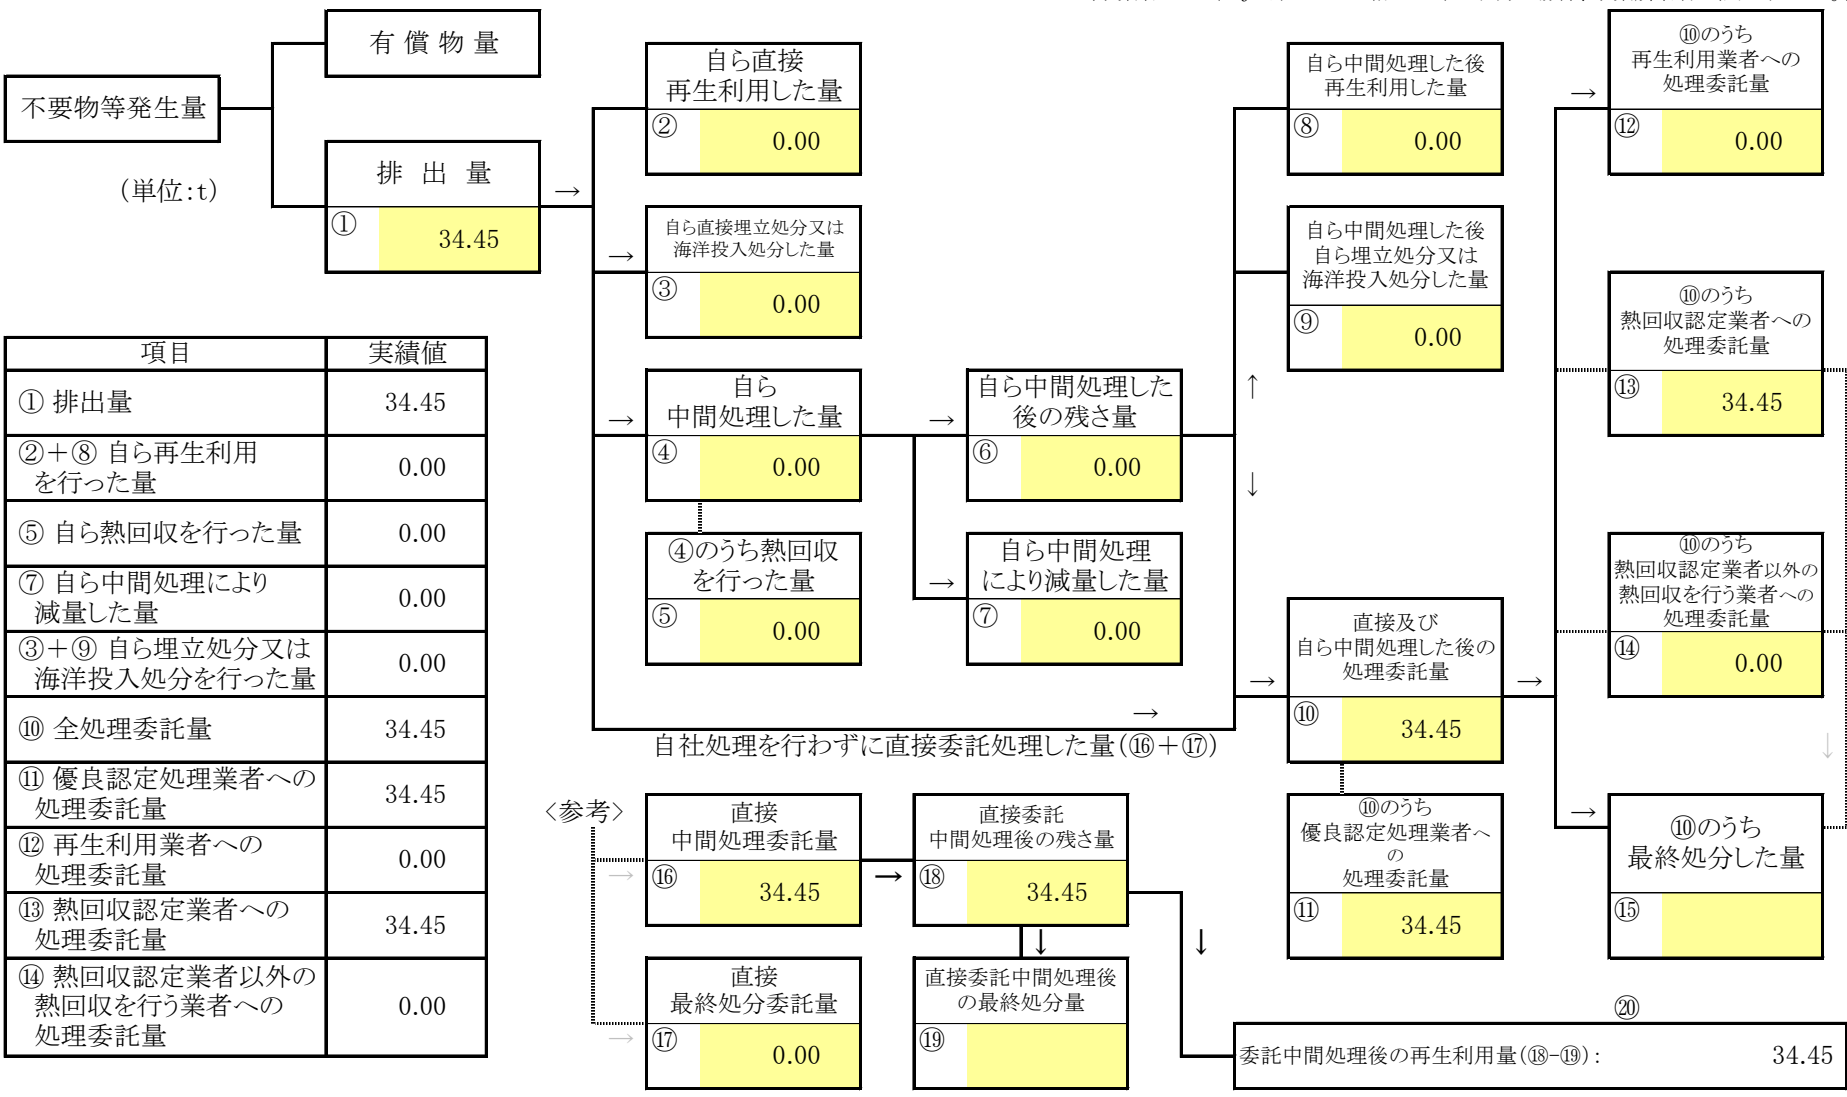 有 償 物 量
不要物等発生量
(単位:t)
排 出 量
→
① 34.45
自ら直接
再生利用した量
② 0.00
自ら直接埋立処分又は
海洋投入処分した量
→
③ 0.00
自ら
中間処理した量
→
④ 0.00
④のうち熱回収
を行った量
⑤ 0.00
自ら中間処理した
後の残さ量
→
⑥ 0.00
自ら中間処理
により減量した量
→
⑦ 0.00
自ら中間処理した後
再生利用した量
⑧ 0.00
自ら中間処理した後
自ら埋立処分又は
海洋投入処分した量
⑨ 0.00
↑
↓
直接及び
自ら中間処理した後の
処理委託量
→
⑩ 34.45
→
自社処理を行わずに直接委託処理した量(⑯+⑰)
⑩のうち
優良認定処理業者へ
の
処理委託量
⑪ 34.45
→
⑩のうち
再生利用業者への
処理委託量
→
⑫ 0.00
⑩のうち
熱回収認定業者への
処理委託量
⑬ 34.45
⑩のうち
熱回収認定業者以外の
熱回収を行う業者への
処理委託量
⑭ 0.00
↓
→
⑩のうち
最終処分した量
⑮
項目 実績値
① 排出量 34.45
②+⑧ 自ら再生利用
を行った量 0.00
⑤ 自ら熱回収を行った量 0.00
⑦ 自ら中間処理により
減量した量 0.00
③+⑨ 自ら埋立処分又は
海洋投入処分を行った量 0.00
⑩ 全処理委託量 34.45
⑪ 優良認定処理業者への
処理委託量 34.45
⑫ 再生利用業者への
処理委託量 0.00
⑬ 熱回収認定業者への
処理委託量 34.45
⑭ 熱回収認定業者以外の
熱回収を行う業者への
処理委託量 0.00
<参考>
直接
中間処理委託量
→
⑯ 34.45
→
直接委託
中間処理後の残さ量
⑱ 34.45
↓
↓
直接
最終処分委託量
→
⑰ 0.00
直接委託中間処理後
の最終処分量
⑲
⑳
委託中間処理後の再生利用量(⑱-⑲): 34.45